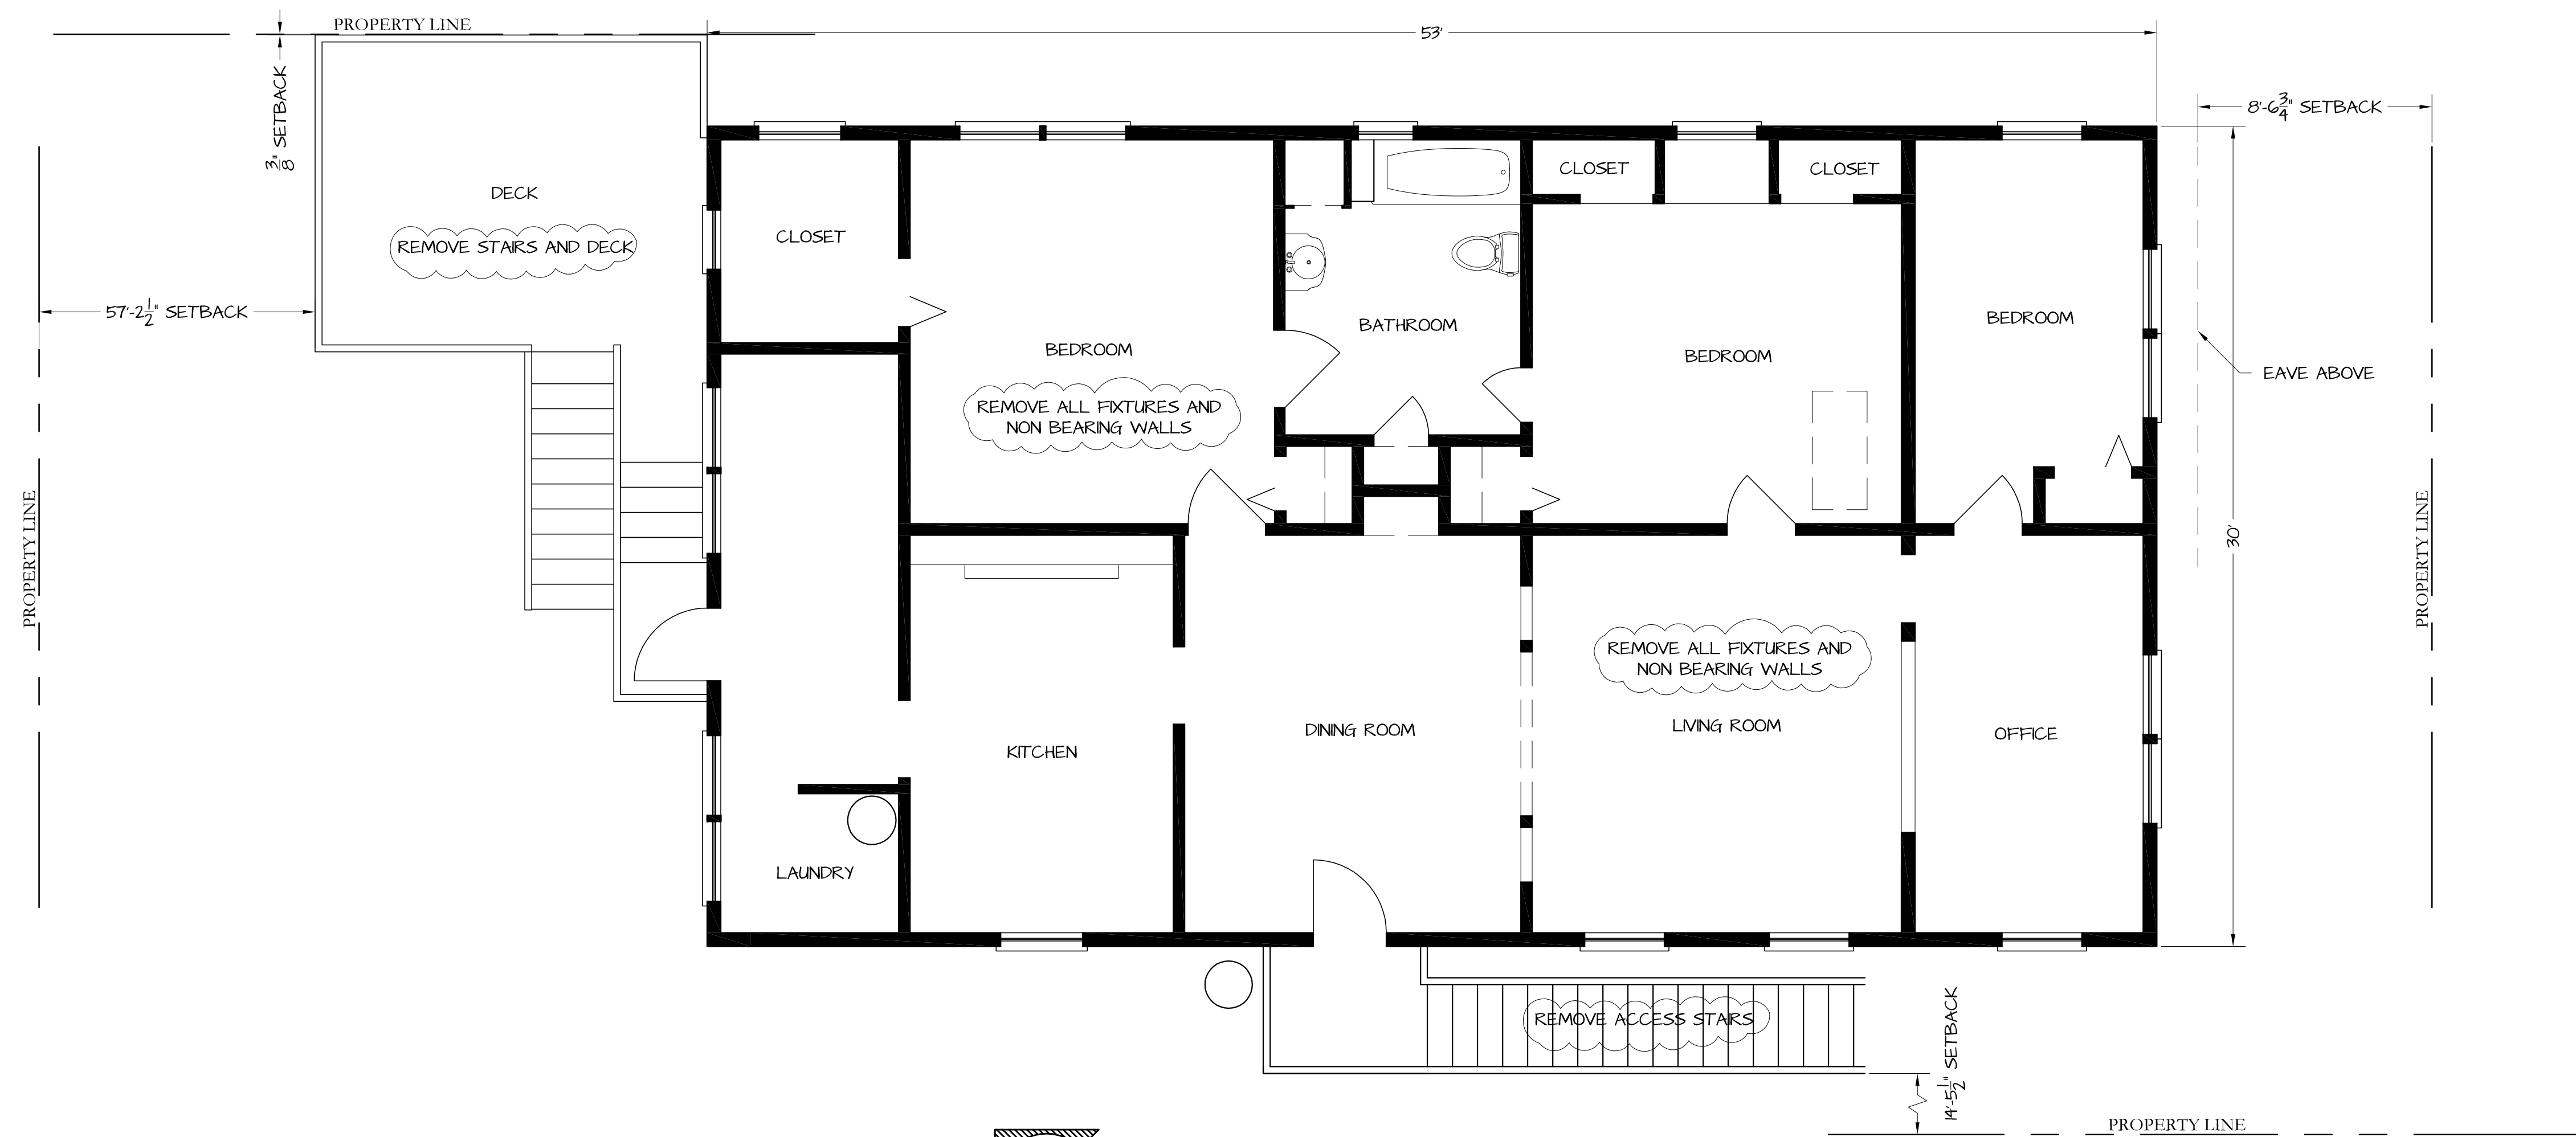 PROPERTY LINE
53'
3/8" SETBACK
8'-6 3/4" SETBACK
CLOSET
CLOSET
DECK
REMOVE STAIRS AND DECK
CLOSET
57'-2 1/2" SETBACK
BATHROOM
BEDROOM
BEDROOM
BEDROOM
EAVE ABOVE
REMOVE ALL FIXTURES AND
NON BEARING WALLS
30'
PROPERTY LINE
PROPERTY LINE
REMOVE ALL FIXTURES AND
NON BEARING WALLS
KITCHEN
DINING ROOM
LIVING ROOM
OFFICE
LAUNDRY
REMOVE ACCESS STAIRS
14'-5 1/2" SETBACK
PROPERTY LINE